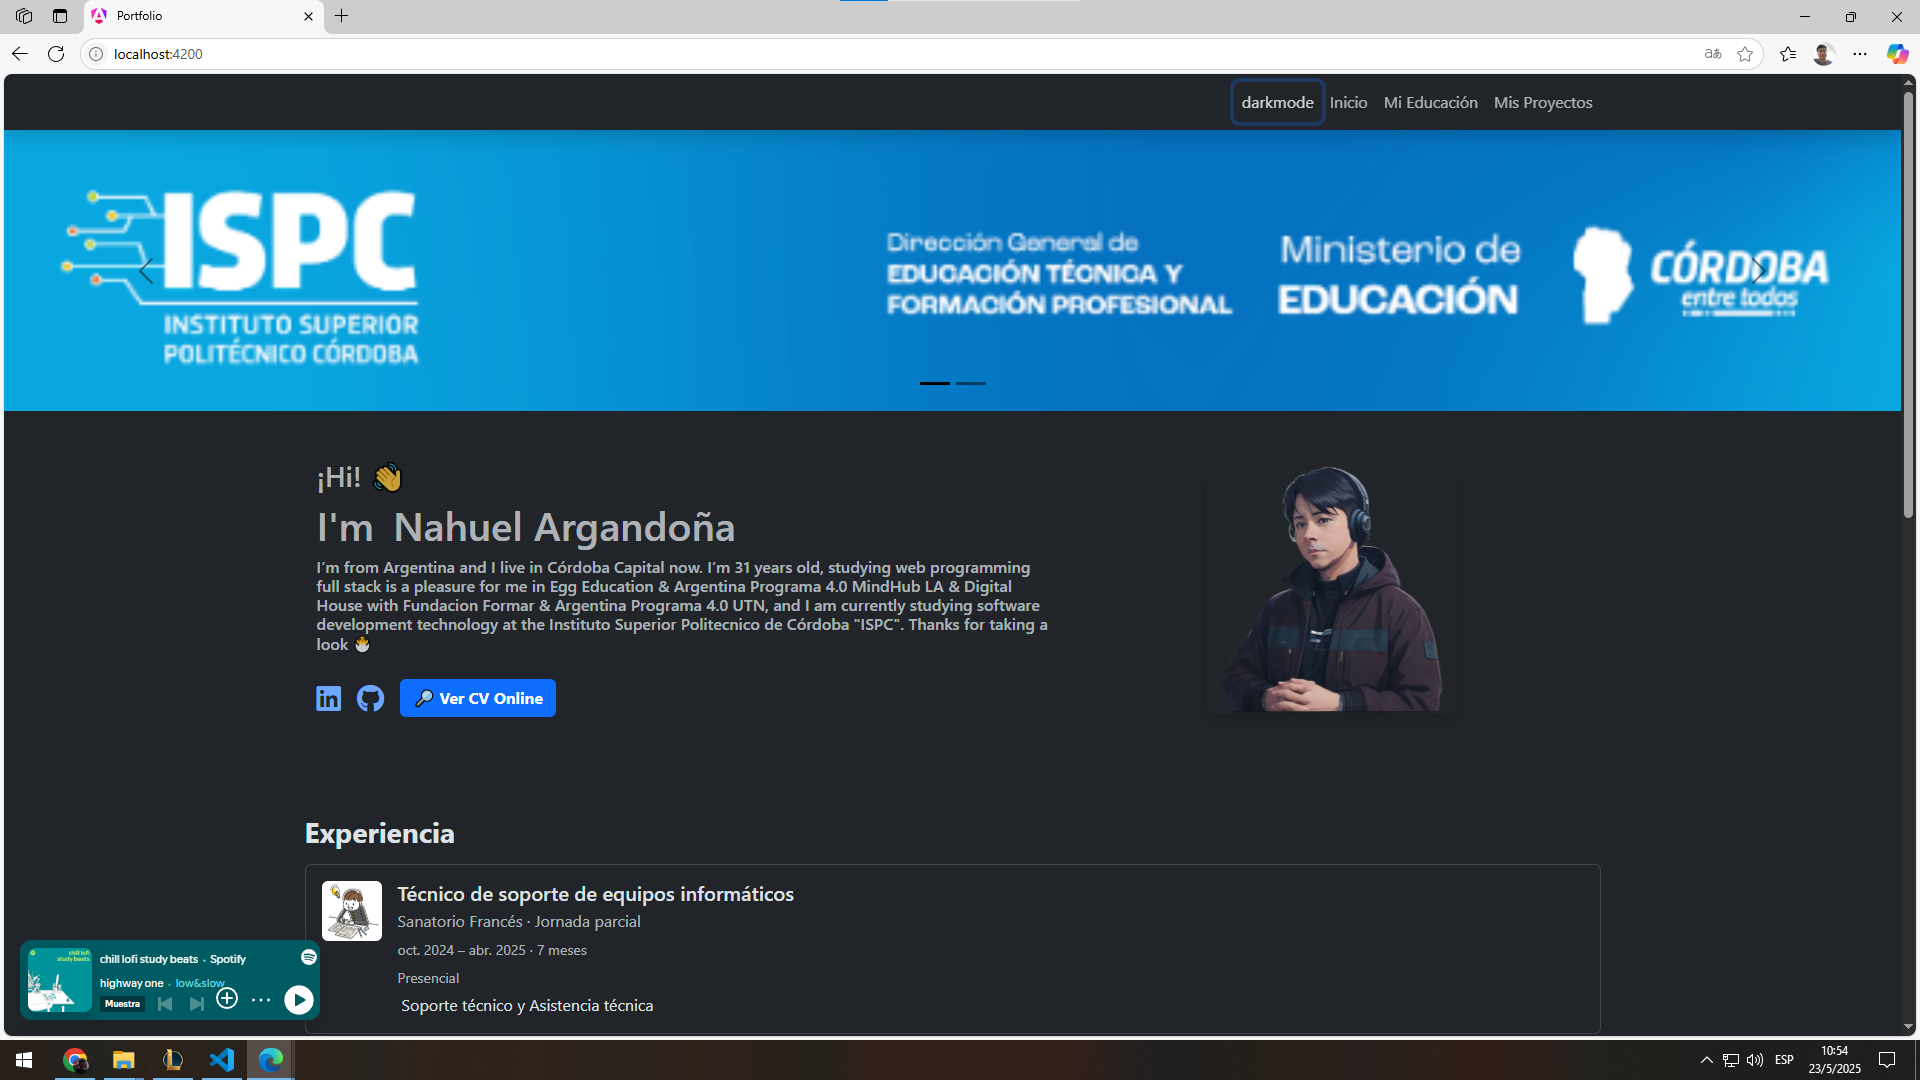 Portfolio
localhost:4200
darkmode Inicio Mi Educación Mis Proyectos
ISPC
INSTITUTO SUPERIOR
POLITÉCNICO CÓRDOBA
Dirección General de
EDUCACIÓN TÉCNICA Y
FORMACIÓN PROFESIONAL
Ministerio de
EDUCACIÓN
CÓRDOBA
entre todos
¡Hi! 👋
I'm Nahuel Argandoña
I’m from Argentina and I live in Córdoba Capital now. I’m 31 years old, studying web programming
full stack is a pleasure for me in Egg Education & Argentina Programa 4.0 MindHub LA & Digital
House with Fundacion Formar & Argentina Programa 4.0 UTN, and I am currently studying software
development technology at the Instituto Superior Politecnico de Córdoba "ISPC". Thanks for taking a
look 🐣
🔎 Ver CV Online
Experiencia
Técnico de soporte de equipos informáticos
Sanatorio Francés · Jornada parcial
oct. 2024 – abr. 2025 · 7 meses
Presencial
Soporte técnico y Asistencia técnica
chill lofi
study beats
chill lofi study beats · Spotify
highway one · low&slow
Muestra
ESP
10:54
23/5/2025